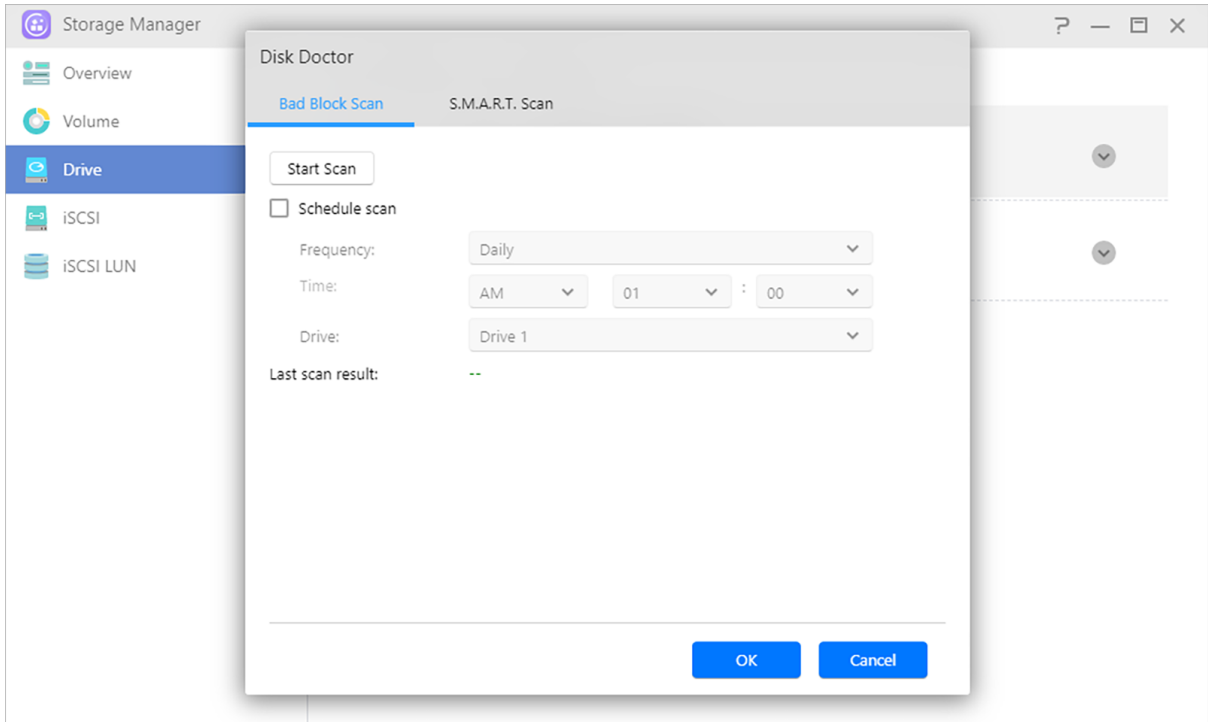 Storage Manager
Overview
Volume
Drive
iSCSI
iSCSI LUN
Disk Doctor
Bad Block Scan S.M.A.R.T. Scan
Start Scan
Schedule scan
Frequency: Daily
Time: AM 01 : 00
Drive: Drive 1
Last scan result: --
OK Cancel